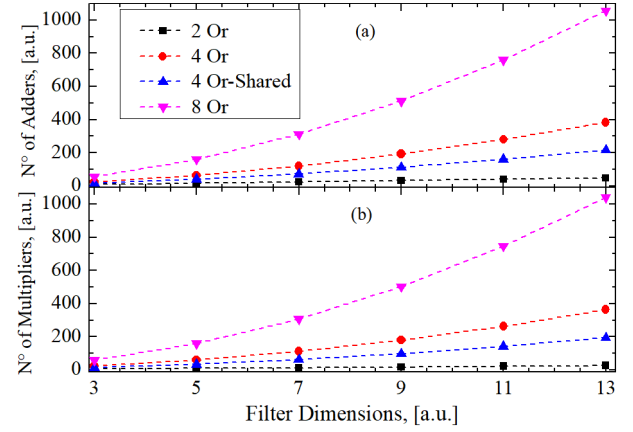 (a)
2 Or
4 Or
4 Or-Shared
8 Or
N° of Adders, [a.u.]
1000
800
600
400
200
0
(b)
N° of Multipliers, [a.u.]
1000
800
600
400
200
0
3 5 7 9 11 13
Filter Dimensions, [a.u.]